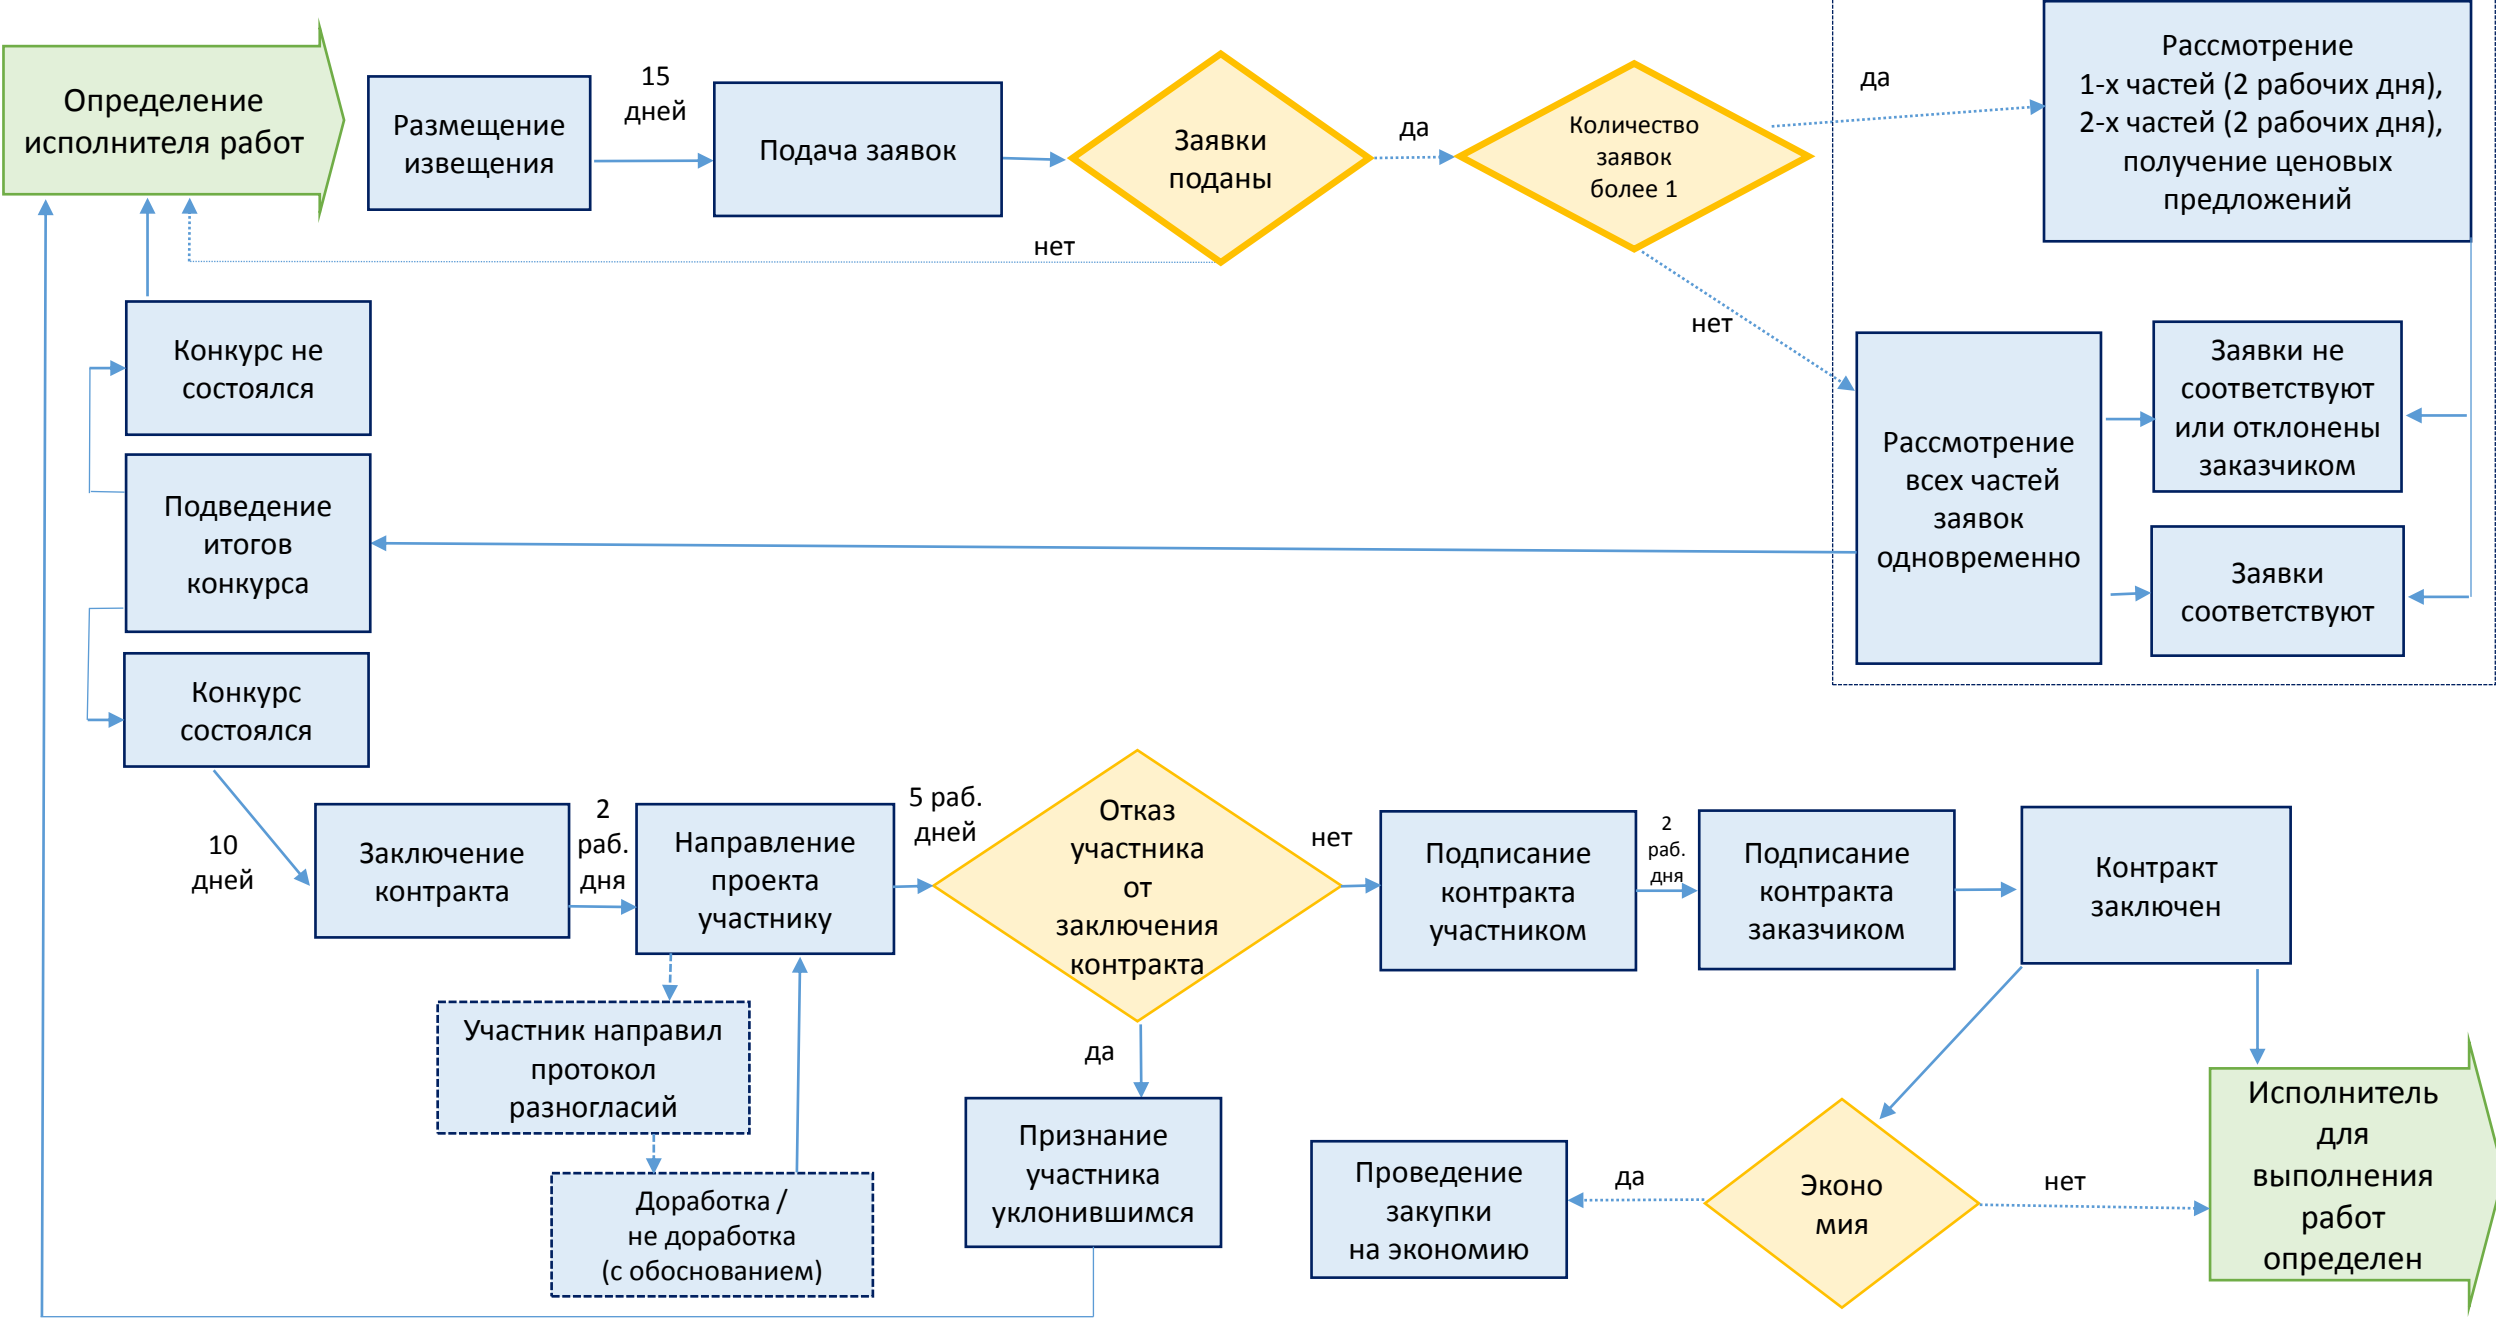 Определение
исполнителя работ
Размещение
извещения
15
дней
Подача заявок
Заявки
поданы
да
нет
Количество
заявок
более 1
да
нет
Рассмотрение
1-х частей (2 рабочих дня),
2-х частей (2 рабочих дня),
получение ценовых
предложений
Рассмотрение
всех частей
заявок
одновременно
Заявки не
соответствуют
или отклонены
заказчиком
Заявки
соответствуют
Конкурс не
состоялся
Подведение
итогов
конкурса
Конкурс
состоялся
10
дней
Заключение
контракта
2
раб.
дня
Направление
проекта
участнику
5 раб.
дней
Отказ
участника
от
заключения
контракта
нет
Подписание
контракта
участником
2
раб.
дня
Подписание
контракта
заказчиком
Контракт
заключен
Участник направил
протокол
разногласий
Доработка /
не доработка
(с обоснованием)
да
Признание
участника
уклонившимся
Проведение
закупки
на экономию
да
Эконо
мия
нет
Исполнитель
для
выполнения
работ
определен